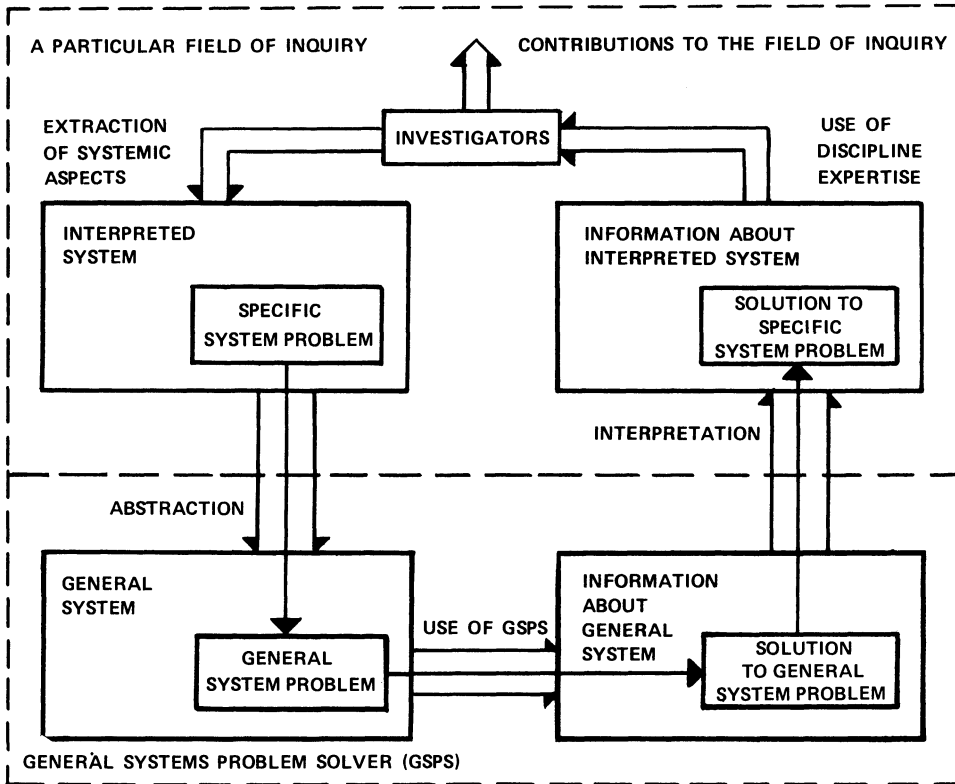 A PARTICULAR FIELD OF INQUIRY
CONTRIBUTIONS TO THE FIELD OF INQUIRY
EXTRACTION
OF SYSTEMIC
ASPECTS
INVESTIGATORS
USE OF
DISCIPLINE
EXPERTISE
INTERPRETED
SYSTEM
SPECIFIC
SYSTEM PROBLEM
INFORMATION ABOUT
INTERPRETED SYSTEM
SOLUTION TO
SPECIFIC
SYSTEM PROBLEM
INTERPRETATION
ABSTRACTION
GENERAL
SYSTEM
GENERAL
SYSTEM PROBLEM
USE OF GSPS
INFORMATION
ABOUT
GENERAL
SYSTEM
SOLUTION
TO GENERAL
SYSTEM PROBLEM
GENERAL SYSTEMS PROBLEM SOLVER (GSPS)